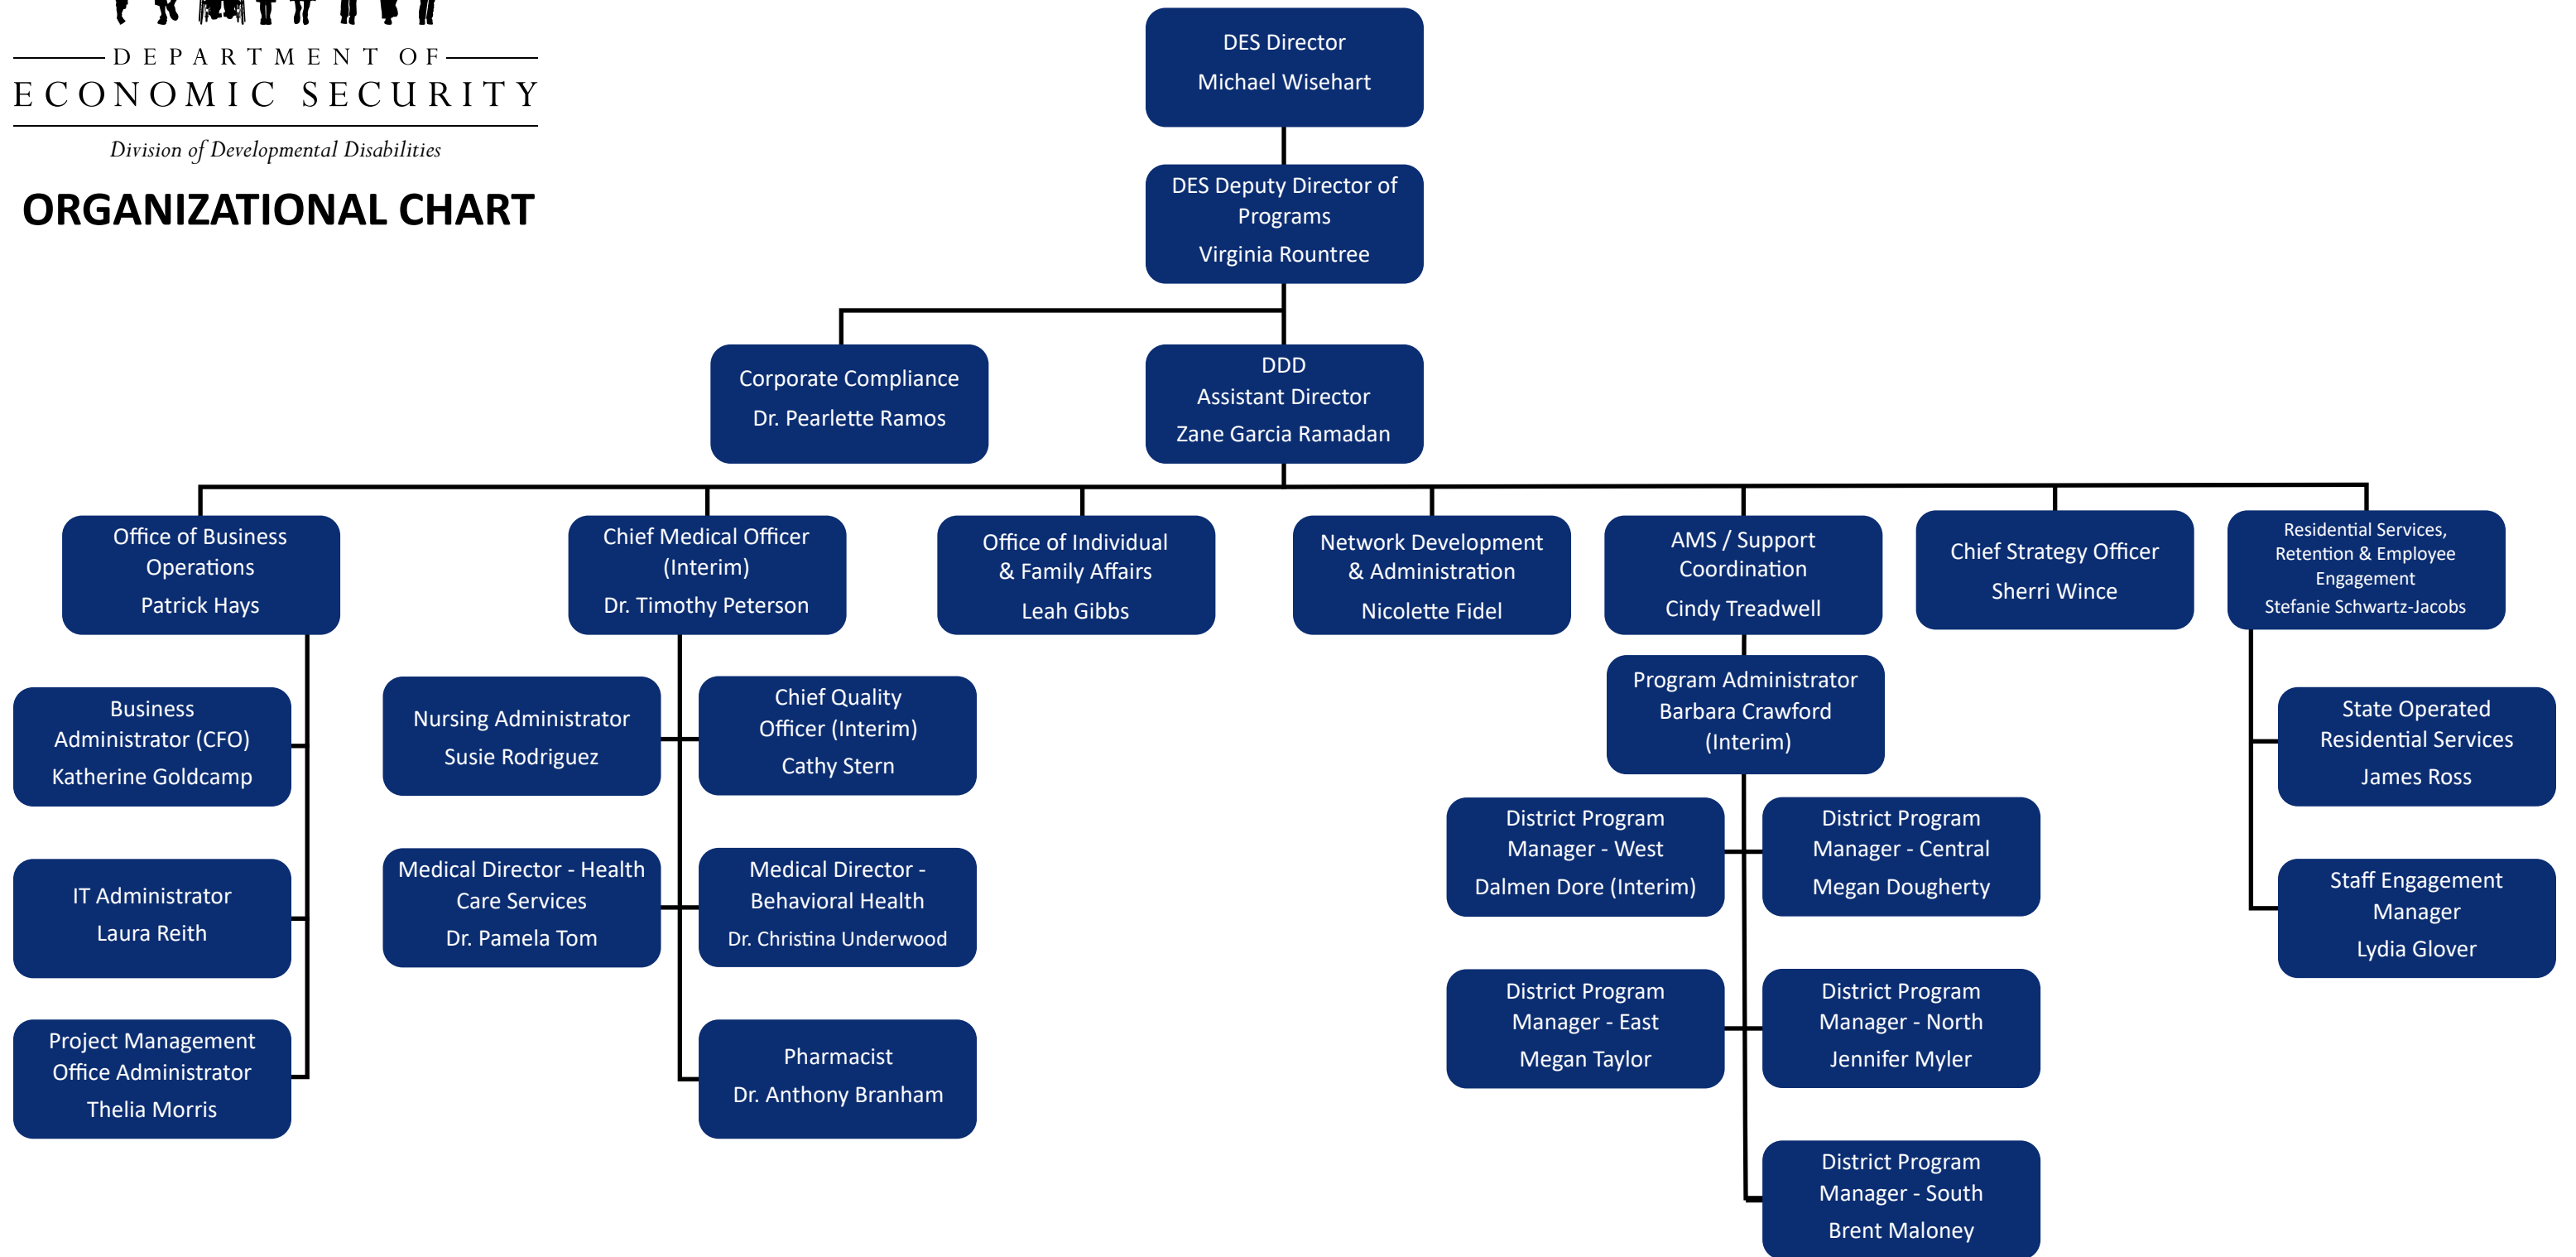 DEPARTMENT OF
ECONOMIC SECURITY
Division of Developmental Disabilities
ORGANIZATIONAL CHART
DES Director
Michael Wisehart
DES Deputy Director of
Programs
Virginia Rountree
Corporate Compliance
Dr. Pearlette Ramos
DDD
Assistant Director
Zane Garcia Ramadan
Office of Business
Operations
Patrick Hays
Chief Medical Officer
(Interim)
Dr. Timothy Peterson
Office of Individual
& Family Affairs
Leah Gibbs
Network Development
& Administration
Nicolette Fidel
AMS / Support
Coordination
Cindy Treadwell
Chief Strategy Officer
Sherri Wince
Residential Services,
Retention & Employee
Engagement
Stefanie Schwartz-Jacobs
Business
Administrator (CFO)
Katherine Goldcamp
IT Administrator
Laura Reith
Project Management
Office Administrator
Thelia Morris
Nursing Administrator
Susie Rodriguez
Chief Quality
Officer (Interim)
Cathy Stern
Medical Director - Health
Care Services
Dr. Pamela Tom
Medical Director -
Behavioral Health
Dr. Christina Underwood
Pharmacist
Dr. Anthony Branham
Program Administrator
Barbara Crawford
(Interim)
District Program
Manager - West
Dalmen Dore (Interim)
District Program
Manager - Central
Megan Dougherty
District Program
Manager - East
Megan Taylor
District Program
Manager - North
Jennifer Myler
District Program
Manager - South
Brent Maloney
State Operated
Residential Services
James Ross
Staff Engagement
Manager
Lydia Glover